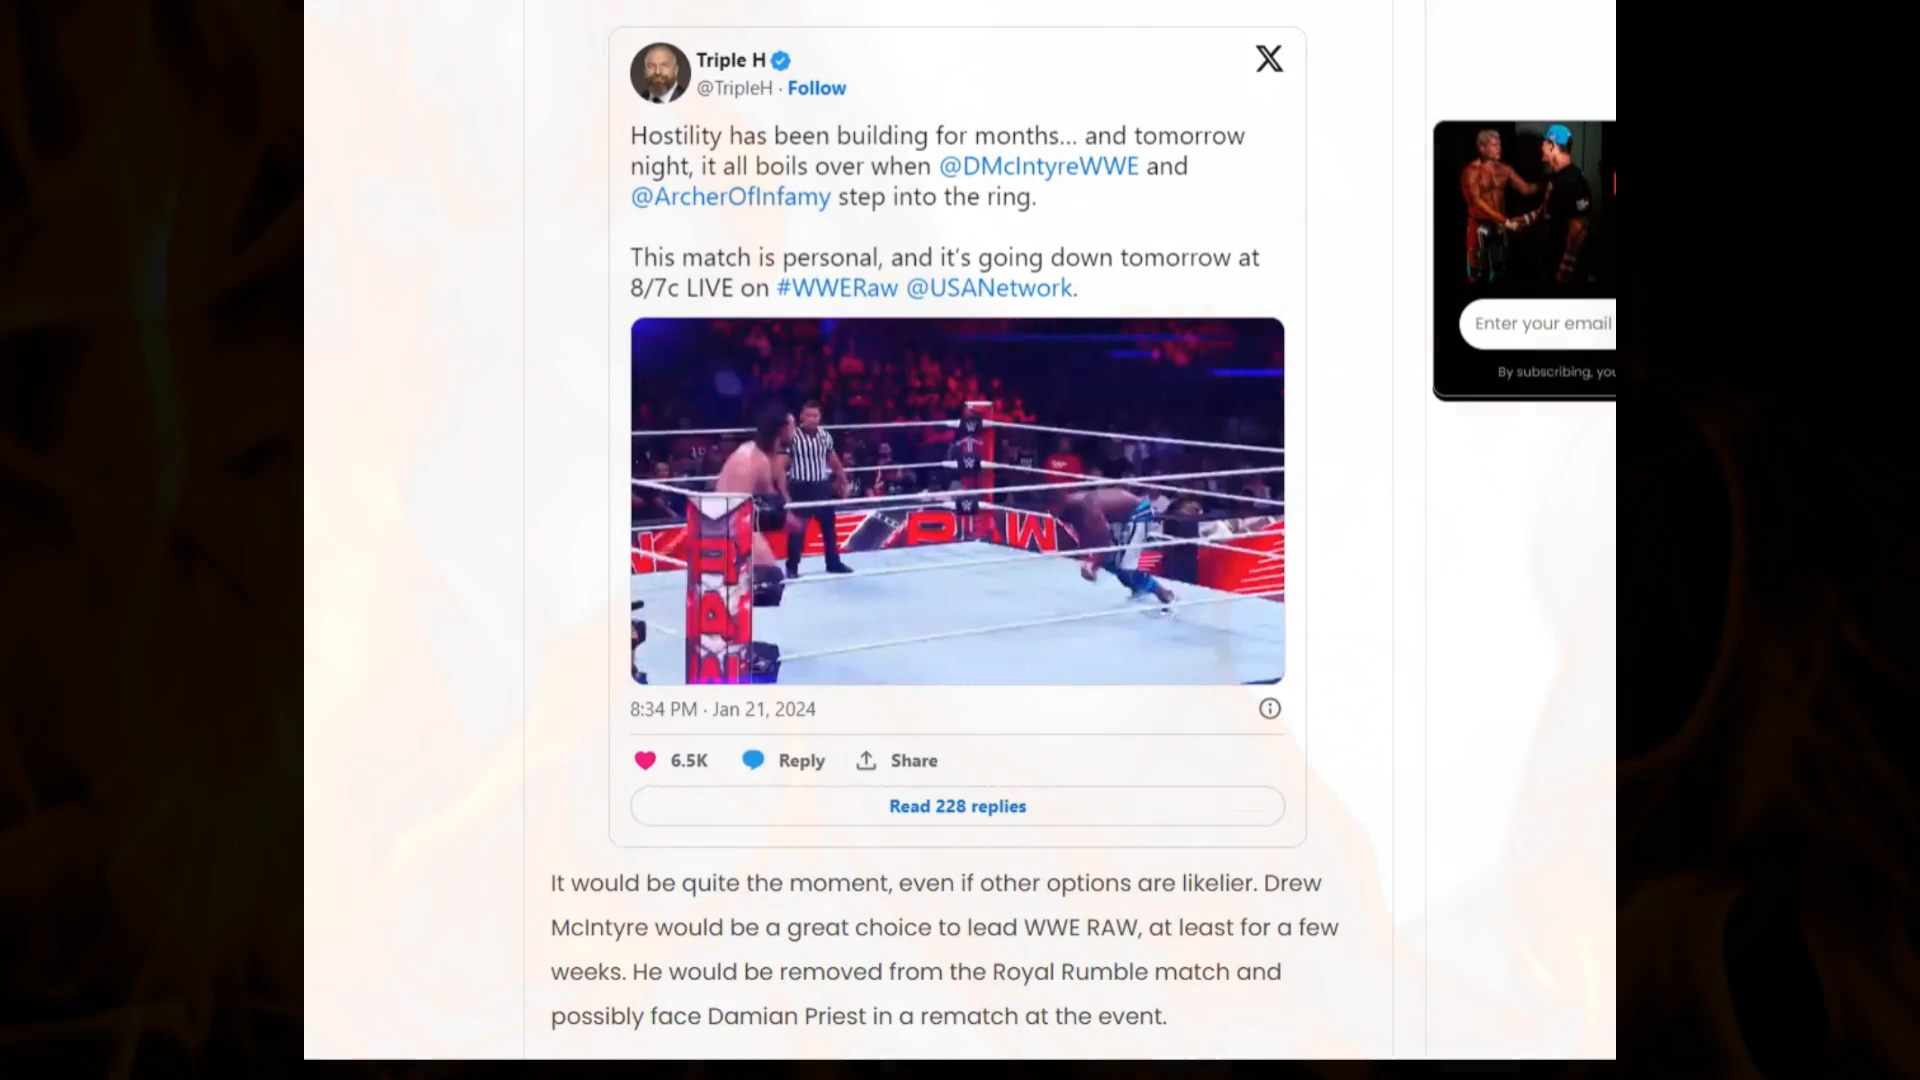 Triple H
@TripleH · Follow
Hostility has been building for months... and tomorrow
night, it all boils over when @DMcIntyreWWE and
@ArcherOfInfamy step into the ring.
This match is personal, and it's going down tomorrow at
8/7c LIVE on #WWERaw @USANetwork.
RAW
RAW
8:34 PM · Jan 21, 2024
6.5K Reply Share
Read 228 replies
It would be quite the moment, even if other options are likelier. Drew
McIntyre would be a great choice to lead WWE RAW, at least for a few
weeks. He would be removed from the Royal Rumble match and
possibly face Damian Priest in a rematch at the event.
Enter your email
By subscribing, you